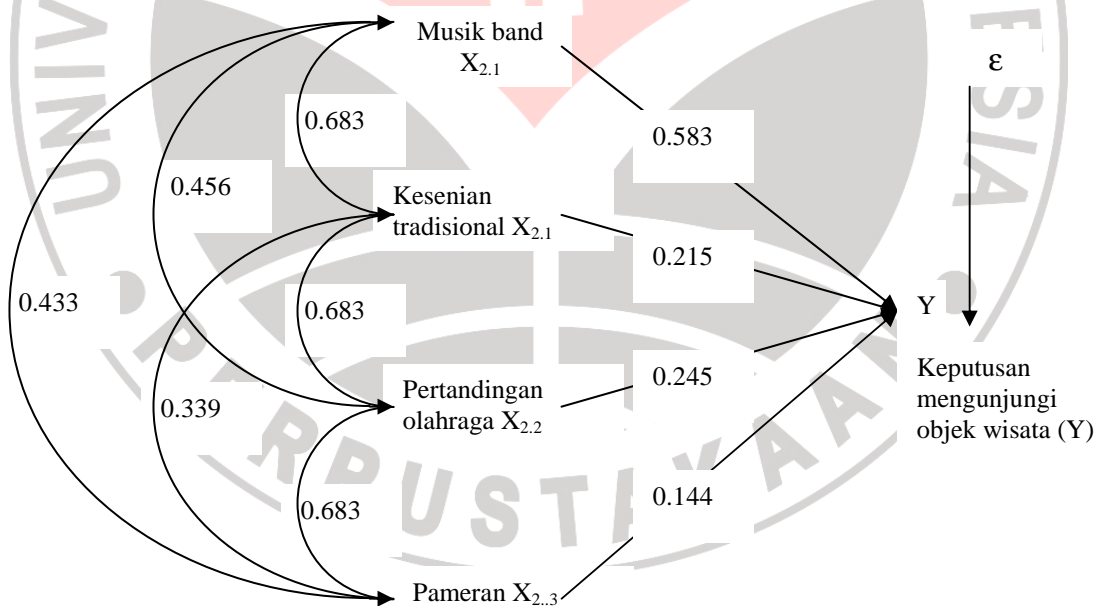 Musik band
X2.1
ε
0.683
0.583
0.456
Kesenian
tradisional X2.1
0.215
0.433
0.683
Y
Pertandingan
olahraga X2.2
0.245
Keputusan
mengunjungi
objek wisata (Y)
0.339
0.683
0.144
Pameran X2..3